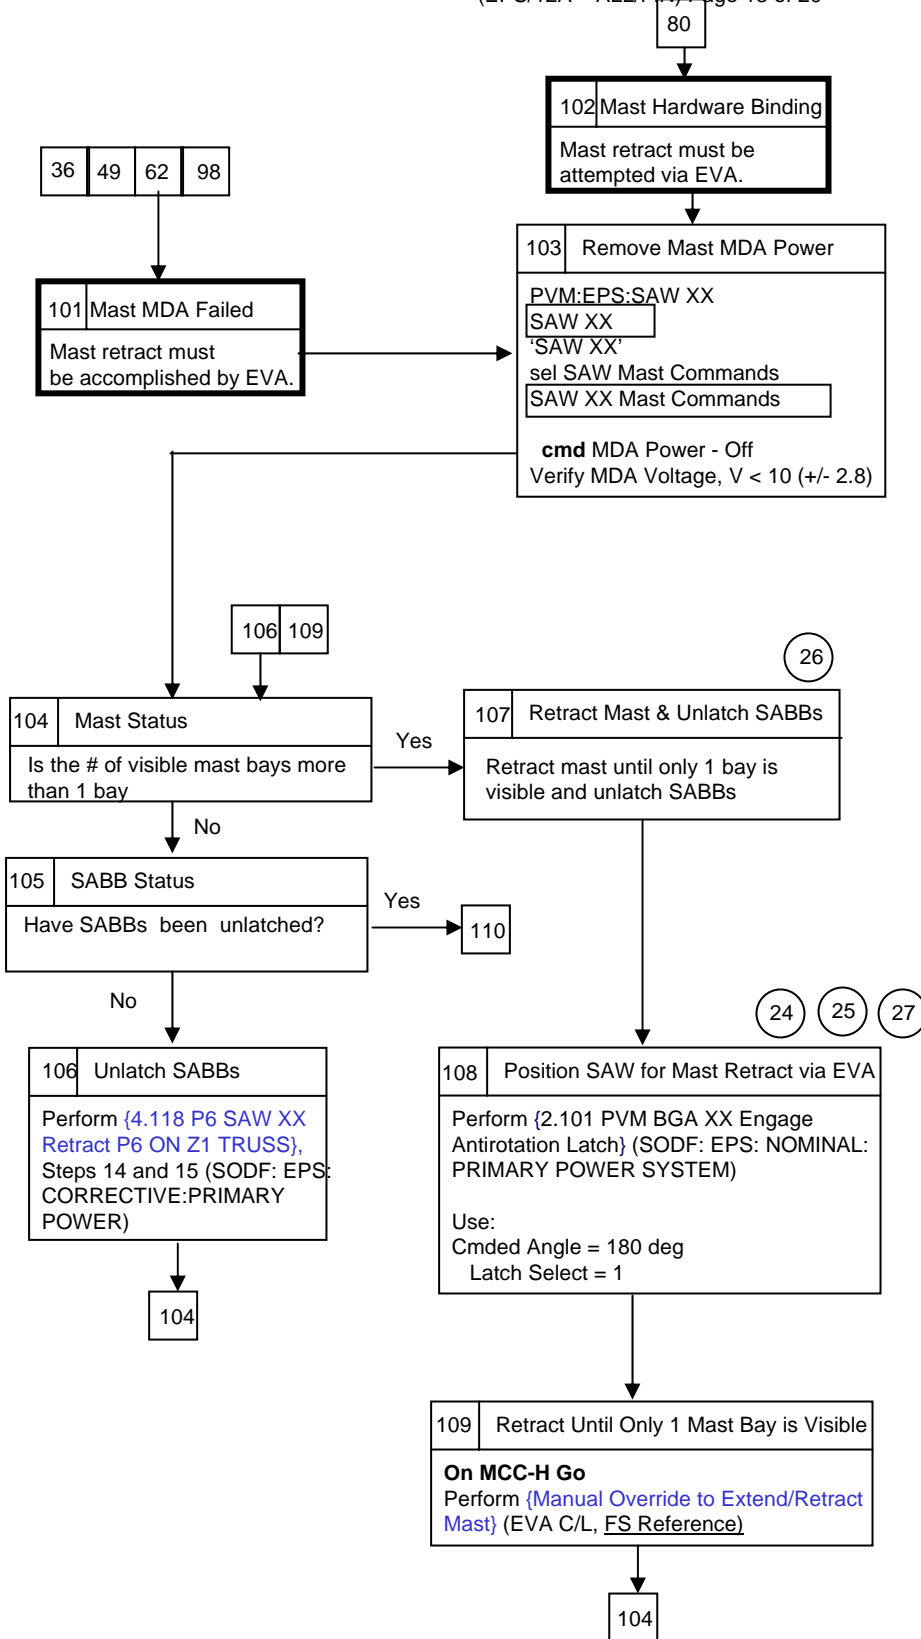 80
102 Mast Hardware Binding
Mast retract must be
attempted via EVA.
36 49 62 98
101 Mast MDA Failed
Mast retract must
be accomplished by EVA.
103 Remove Mast MDA Power
PVM:EPS:SAW XX
SAW XX
‘SAW XX’
sel SAW Mast Commands
SAW XX Mast Commands
cmd MDA Power - Off
Verify MDA Voltage, V < 10 (+/- 2.8)
106 109
104 Mast Status
Is the # of visible mast bays more
than 1 bay
Yes
No
26
107 Retract Mast & Unlatch SABBs
Retract mast until only 1 bay is
visible and unlatch SABBs
105 SABB Status
Have SABBs been unlatched?
Yes
110
No
106 Unlatch SABBs
Perform {4.118 P6 SAW XX
Retract P6 ON Z1 TRUSS},
Steps 14 and 15 (SODF: EPS:
CORRECTIVE:PRIMARY
POWER)
104
24 25 27
108 Position SAW for Mast Retract via EVA
Perform {2.101 PVM BGA XX Engage
Antirotation Latch} (SODF: EPS: NOMINAL:
PRIMARY POWER SYSTEM)
Use:
Cmded Angle = 180 deg
Latch Select = 1
109 Retract Until Only 1 Mast Bay is Visible
On MCC-H Go
Perform {Manual Override to Extend/Retract
Mast} (EVA C/L, FS Reference)
104